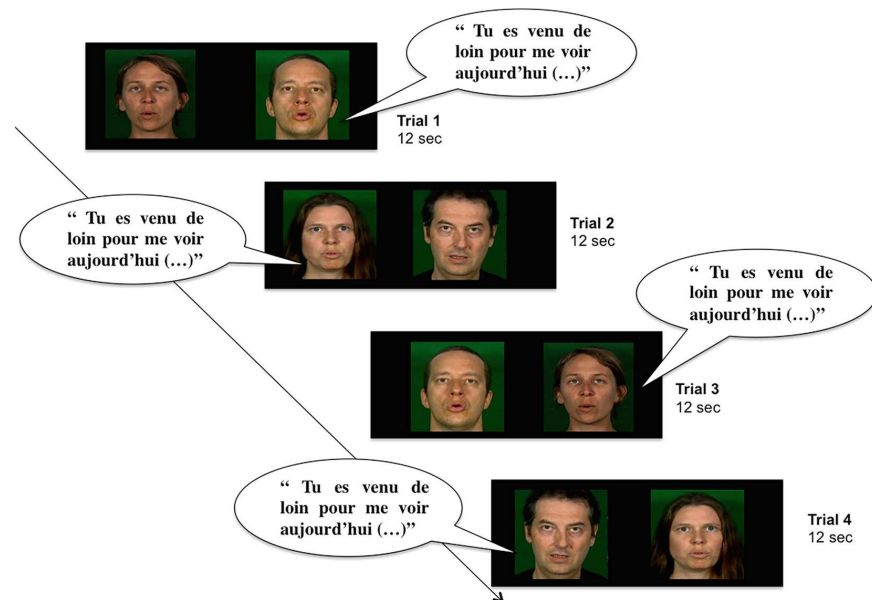 “ Tu es venu de
loin pour me voir
aujourd’hui (…)”
Trial 1
12 sec
“ Tu es venu de
loin pour me voir
aujourd’hui (…)”
Trial 2
12 sec
“ Tu es venu de
loin pour me voir
aujourd’hui (…)”
Trial 3
12 sec
“ Tu es venu de
loin pour me voir
aujourd’hui (…)”
Trial 4
12 sec